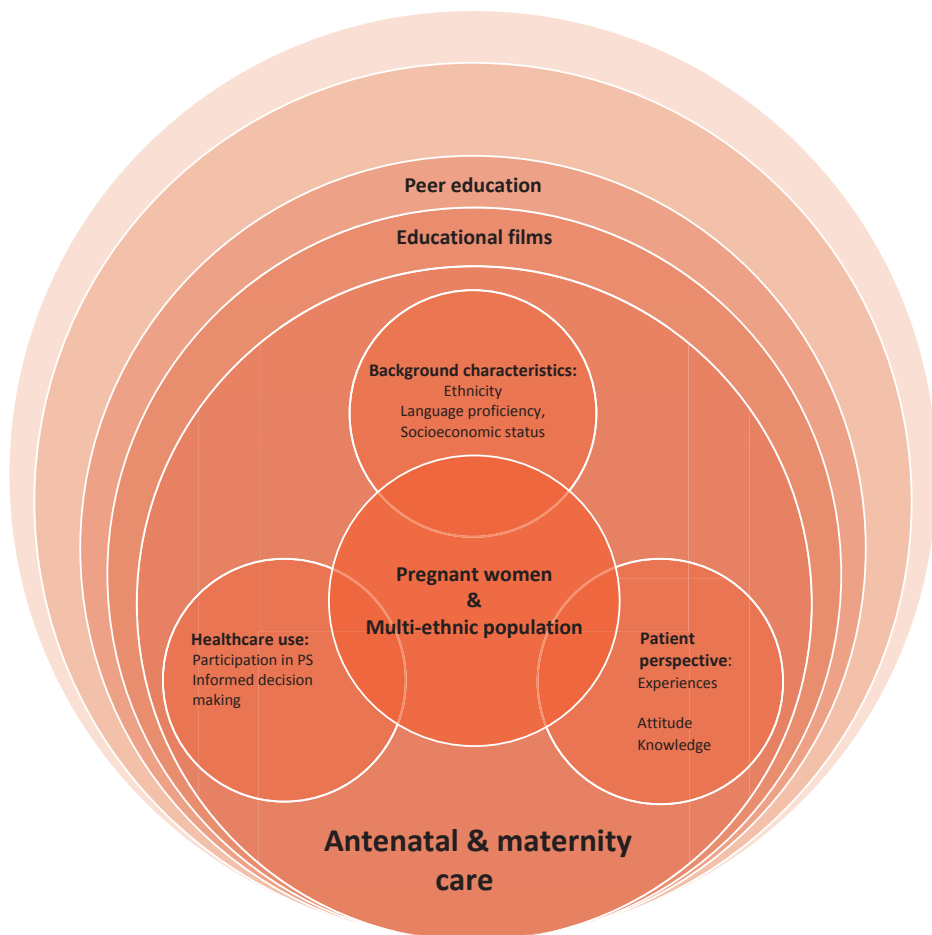 Peer education
Educational films
Background characteristics:
Ethnicity
Language proficiency,
Socioeconomic status
Pregnant women
&
Multi-ethnic population
Healthcare use:
Participation in PS
Informed decision
making
Patient
perspective:
Experiences
Attitude
Knowledge
Antenatal & maternity
care